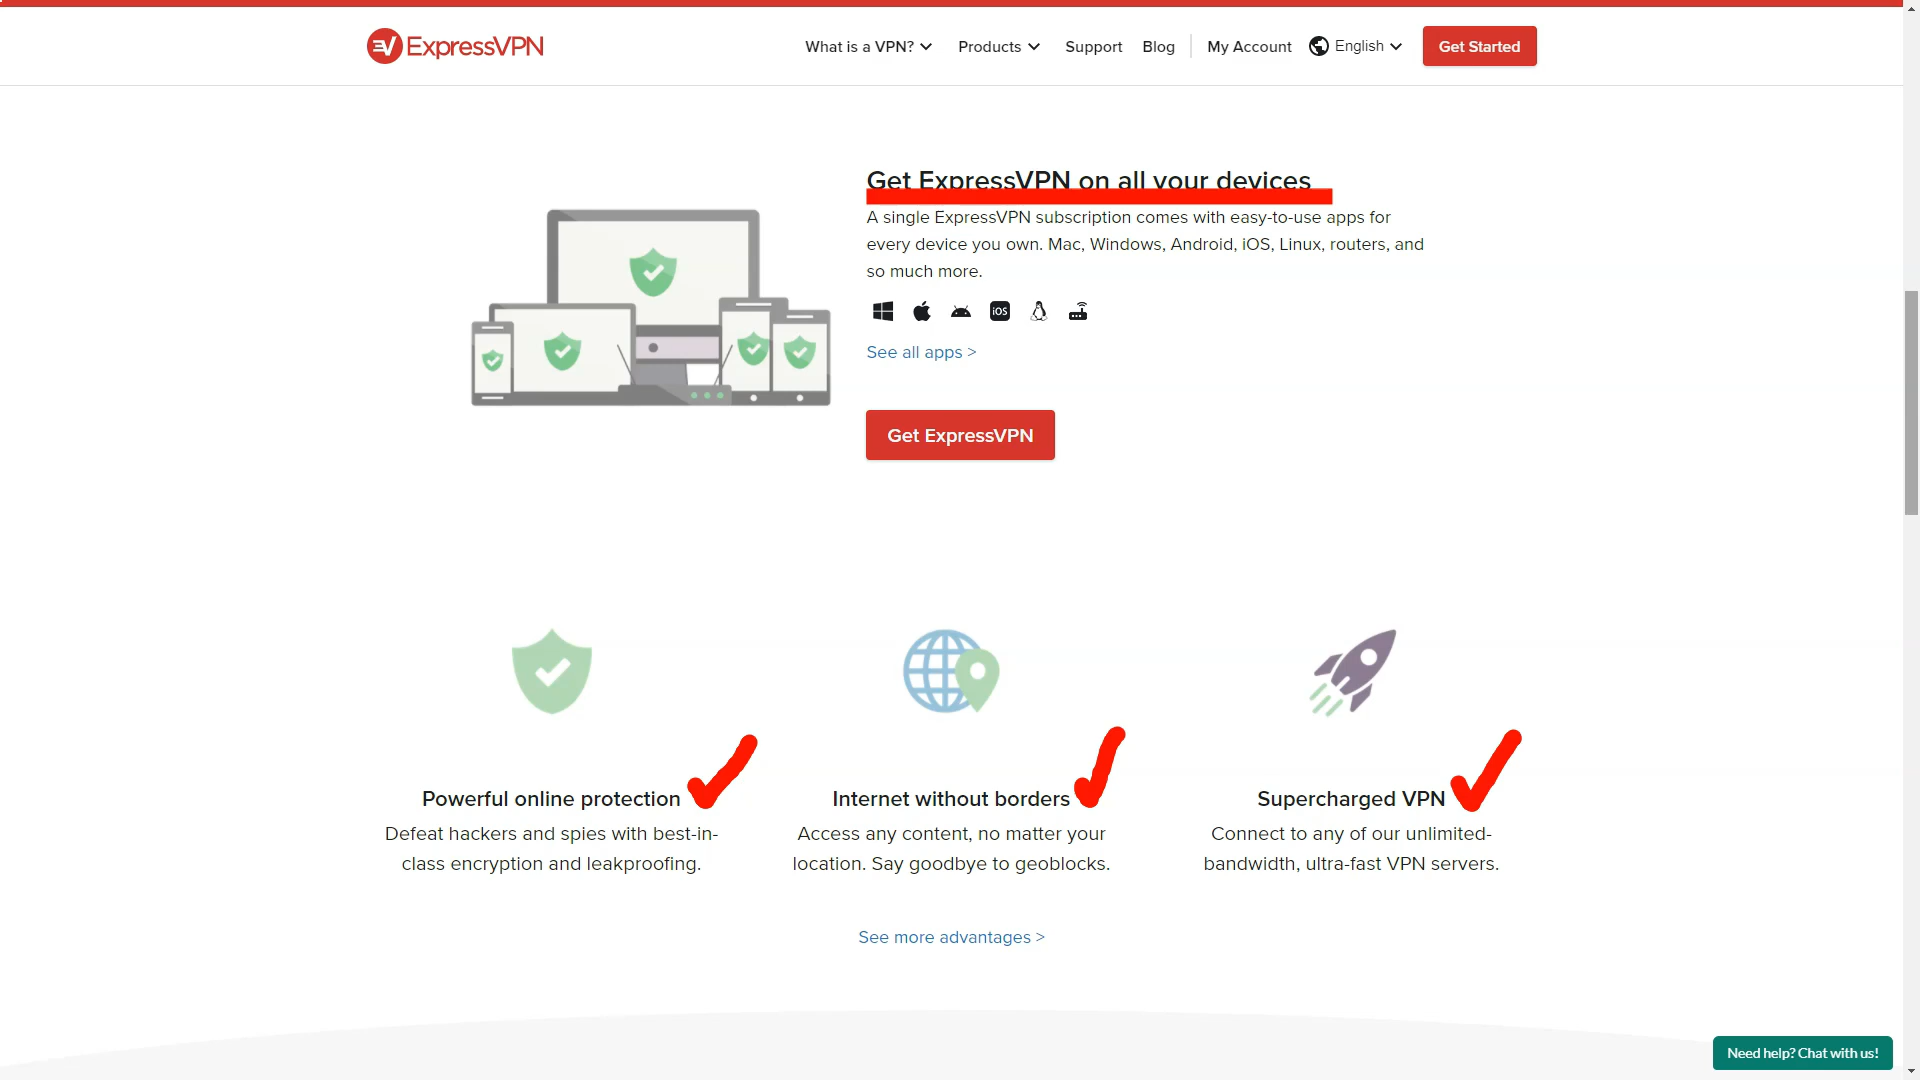 ExpressVPN
What is a VPN? Products Support Blog My Account English Get Started
Get ExpressVPN on all your devices
A single ExpressVPN subscription comes with easy-to-use apps for
every device you own. Mac, Windows, Android, iOS, Linux, routers, and
so much more.
iOS
See all apps >
Get ExpressVPN
Powerful online protection
Defeat hackers and spies with best-in-
class encryption and leakproofing.
Internet without borders
Access any content, no matter your
location. Say goodbye to geoblocks.
Supercharged VPN
Connect to any of our unlimited-
bandwidth, ultra-fast VPN servers.
See more advantages >
Need help? Chat with us!